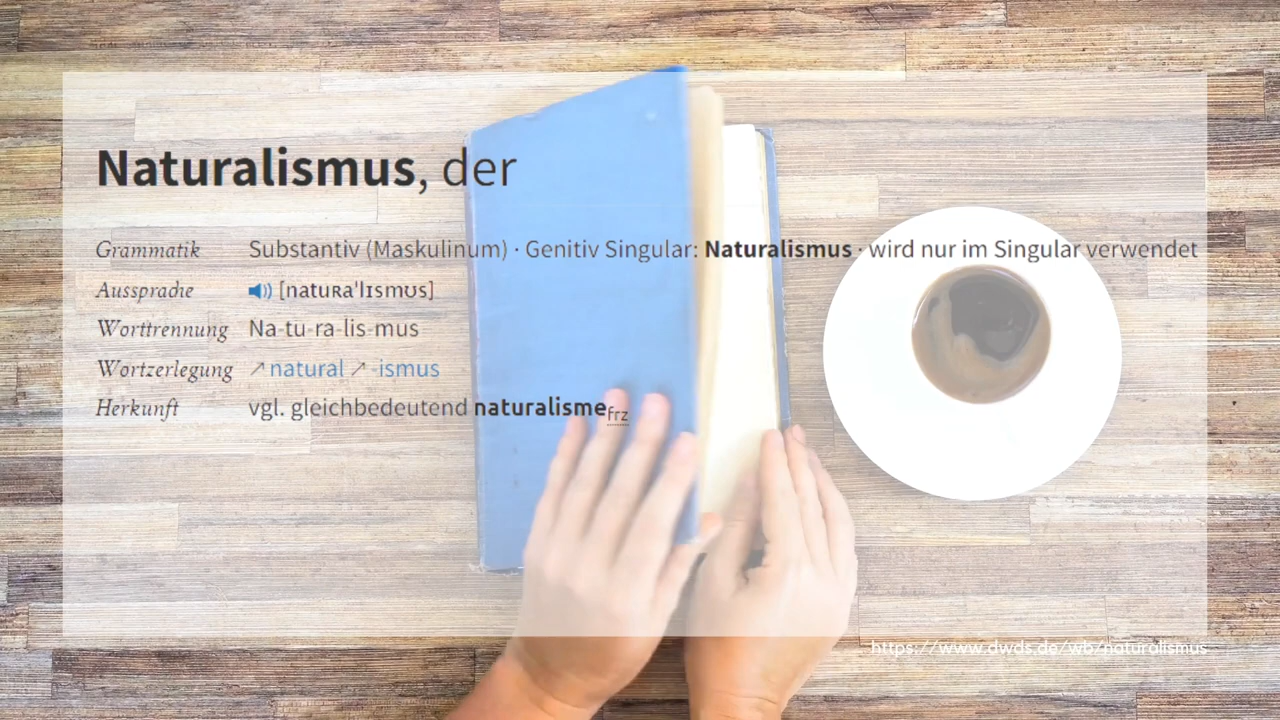 Naturalismus, der
Grammatik Substantiv (Maskulinum) · Genitiv Singular: Naturalismus · wird nur im Singular verwendet
Aussprache [natuʀaˈlɪsmʊs]
Worttrennung Na-tu-ra-lis-mus
Wortzerlegung ↗natural ↗-ismus
Herkunft vgl. gleichbedeutend naturalisme frz
https://www.dwds.de/wb/naturalismus